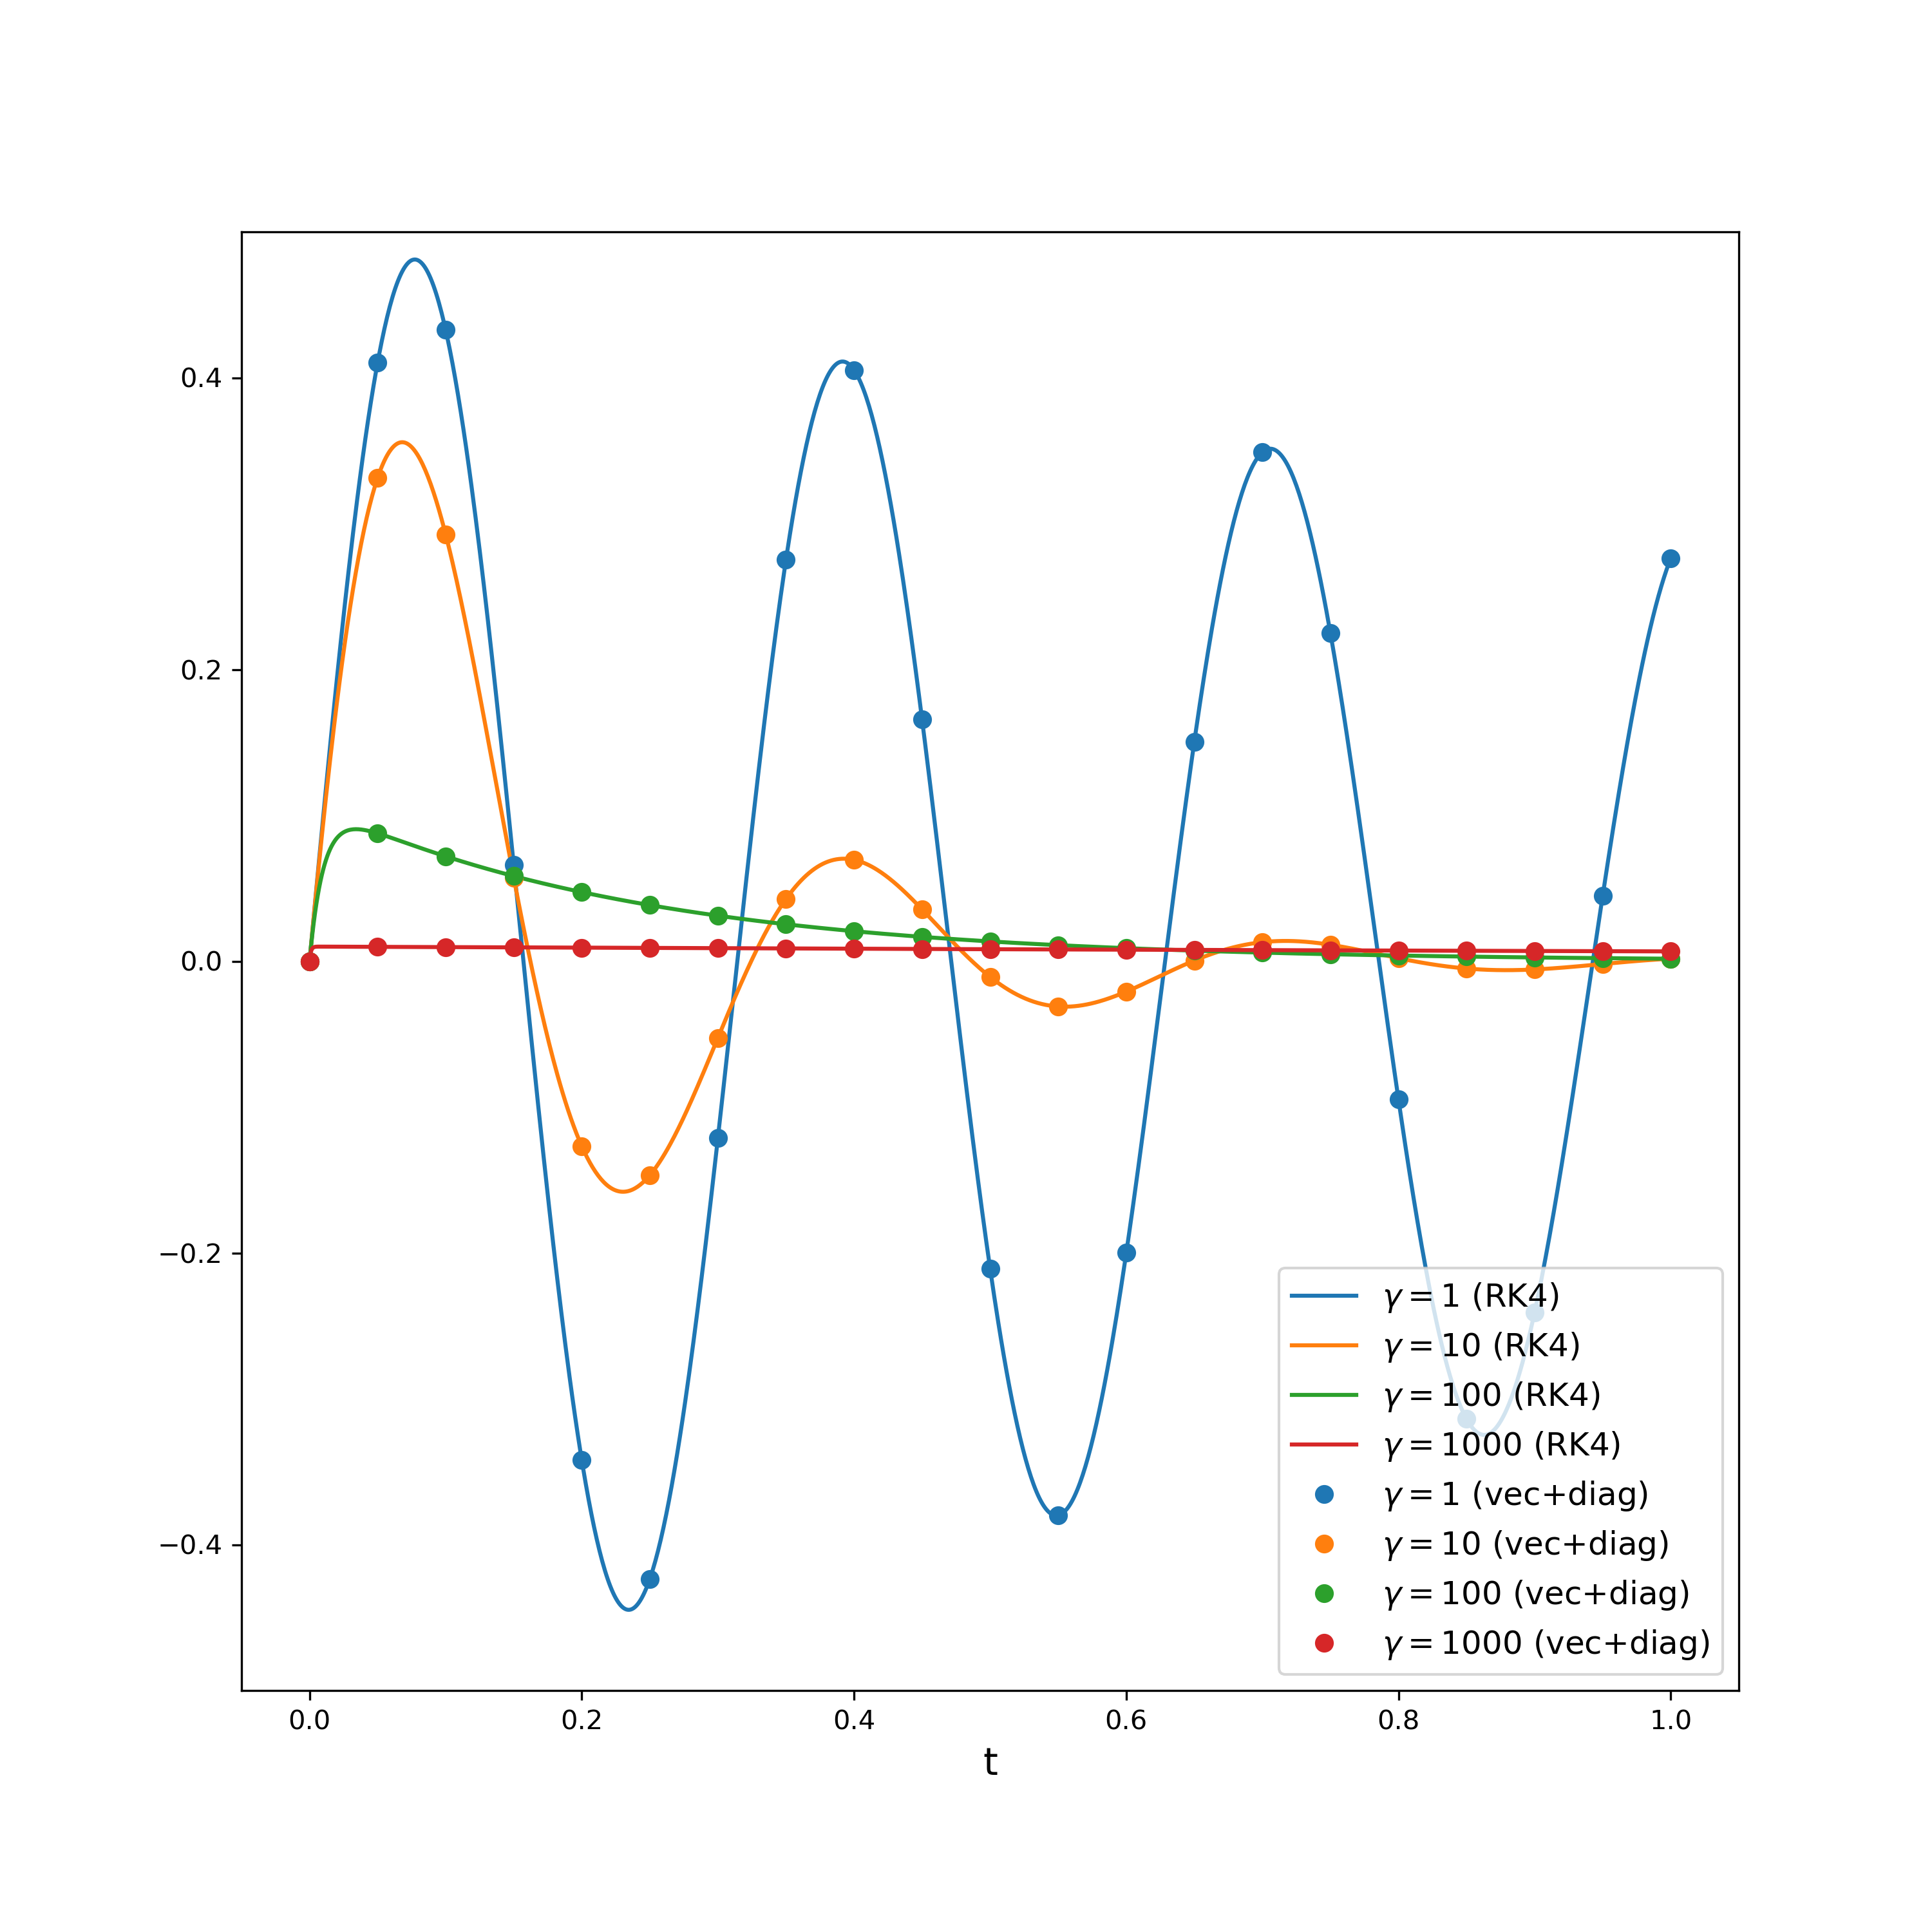 0.4
0.2
0.0
−0.2
−0.4
γ = 1 (RK4)
γ = 10 (RK4)
γ = 100 (RK4)
γ = 1000 (RK4)
γ = 1 (vec+diag)
γ = 10 (vec+diag)
γ = 100 (vec+diag)
γ = 1000 (vec+diag)
0.0 0.2 0.4 0.6 0.8 1.0
t